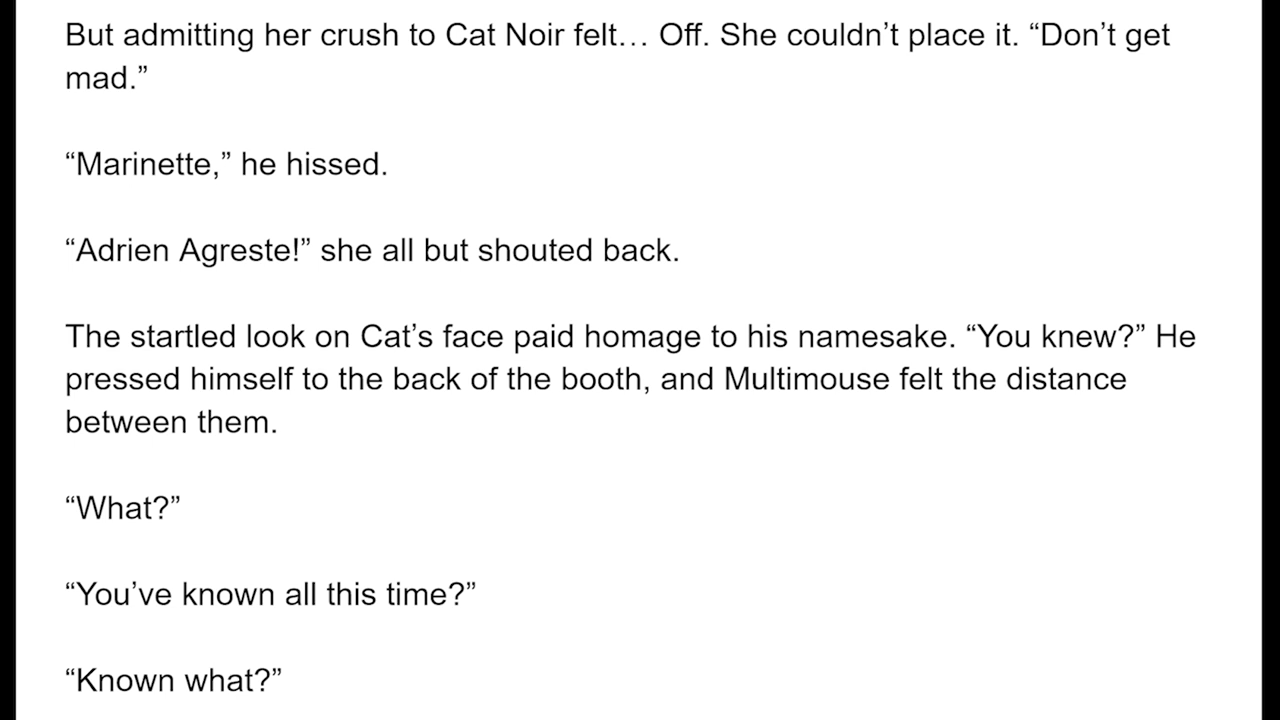 But admitting her crush to Cat Noir felt… Off. She couldn’t place it. “Don’t get
mad.”
“Marinette,” he hissed.
“Adrien Agreste!” she all but shouted back.
The startled look on Cat’s face paid homage to his namesake. “You knew?” He
pressed himself to the back of the booth, and Multimouse felt the distance
between them.
“What?”
“You’ve known all this time?”
“Known what?”